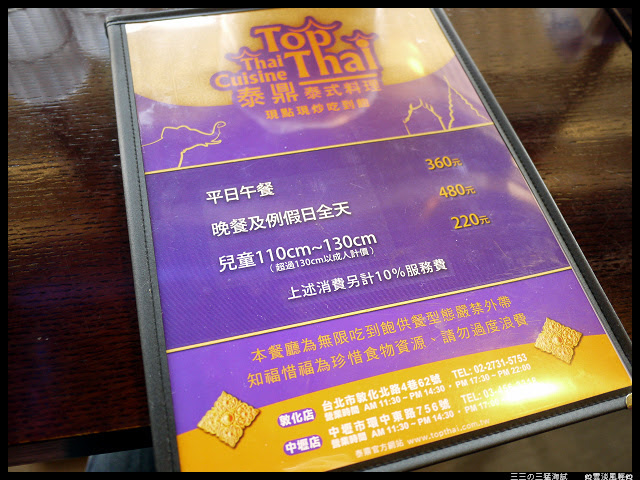 Top
Thai
Thai
Cuisine
泰鼎 泰式料理
現點現炒吃到飽
平日午餐 360元
晚餐及例假日全天 480元
兒童110cm~130cm 220元
(超過130cm以成人計價)
上述消費另計10%服務費
本餐廳為無限吃到飽供餐型態嚴禁外帶
知福惜福為珍惜食物資源、請勿過度浪費
敦化店 台北市敦化北路4巷62號 TEL: 02-2731-5753
營業時間 AM 11:30 ~ PM 14:30 · PM 17:30 ~ PM 22:00
中壢店 中壢市環中東路756號 TEL: 03-
營業時間 AM 11:30 ~ PM 14:30 · PM
泰鼎官方網站 www.topthai.com.tw
三三の三猛海賊 @雲淡風輕@